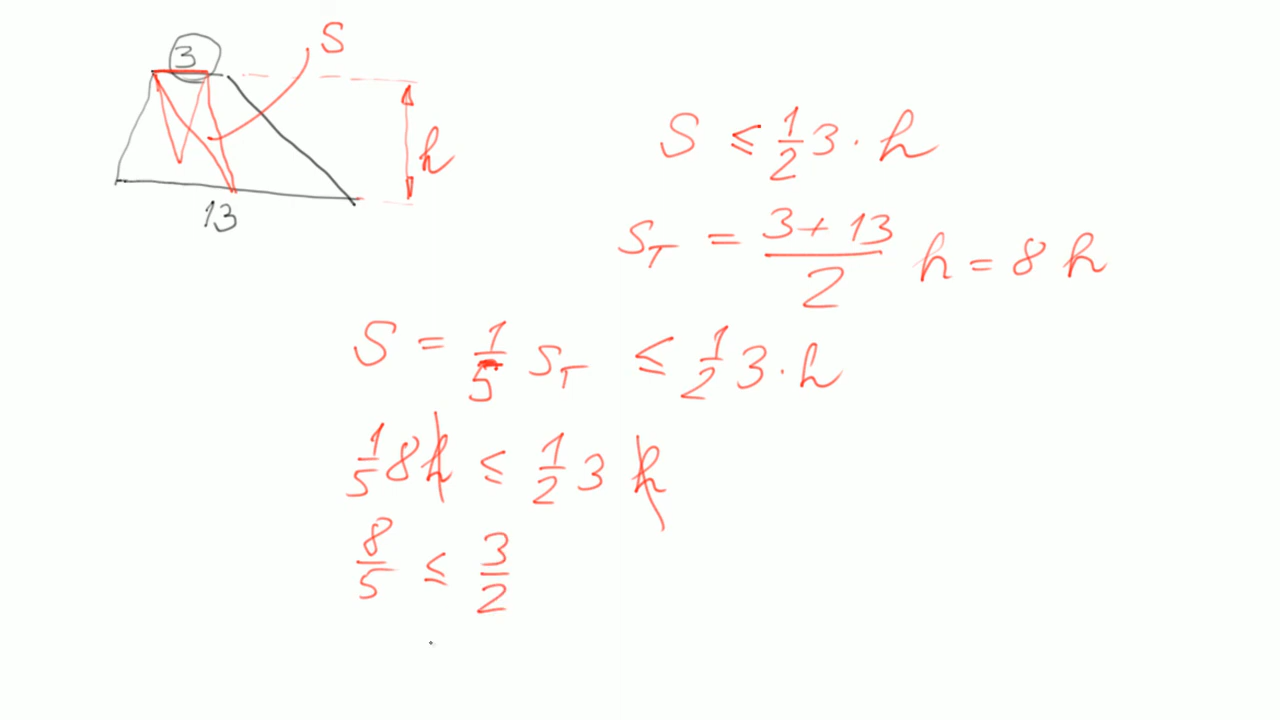 3
S
h
13
S ≤ 1/2 3 · h
S_T = (3 + 13)/2 h = 8 h
S = 1/5 S_T ≤ 1/2 3 · h
1/5 8h ≤ 1/2 3 h
8/5 ≤ 3/2